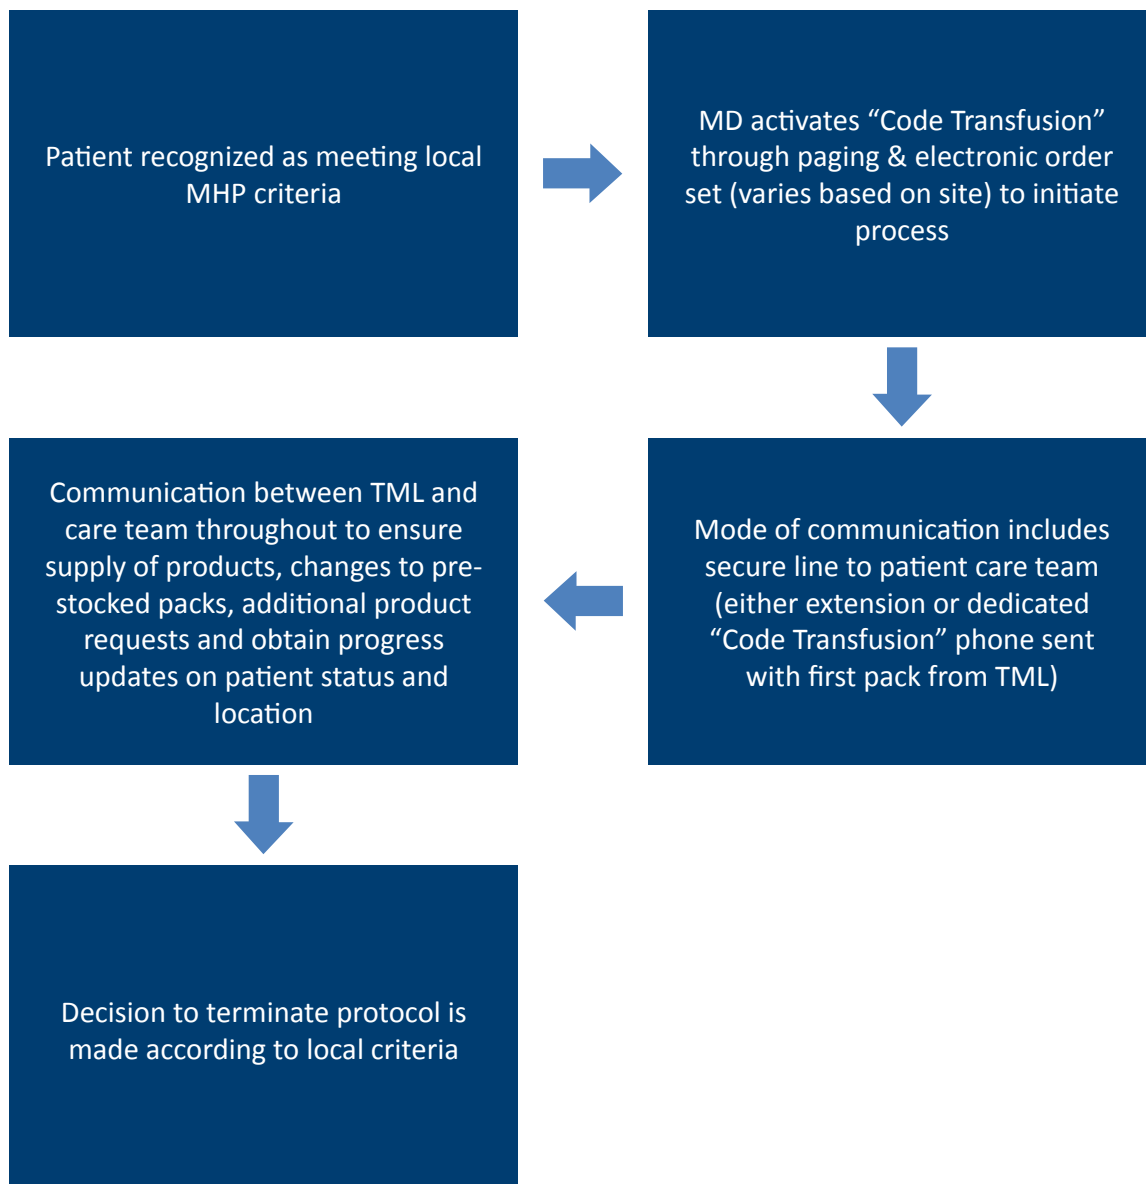 Patient recognized as meeting local
MHP criteria
MD activates “Code Transfusion”
through paging & electronic order
set (varies based on site) to initiate
process
Mode of communication includes
secure line to patient care team
(either extension or dedicated
“Code Transfusion” phone sent
with first pack from TML)
Communication between TML and
care team throughout to ensure
supply of products, changes to pre-
stocked packs, additional product
requests and obtain progress
updates on patient status and
location
Decision to terminate protocol is
made according to local criteria